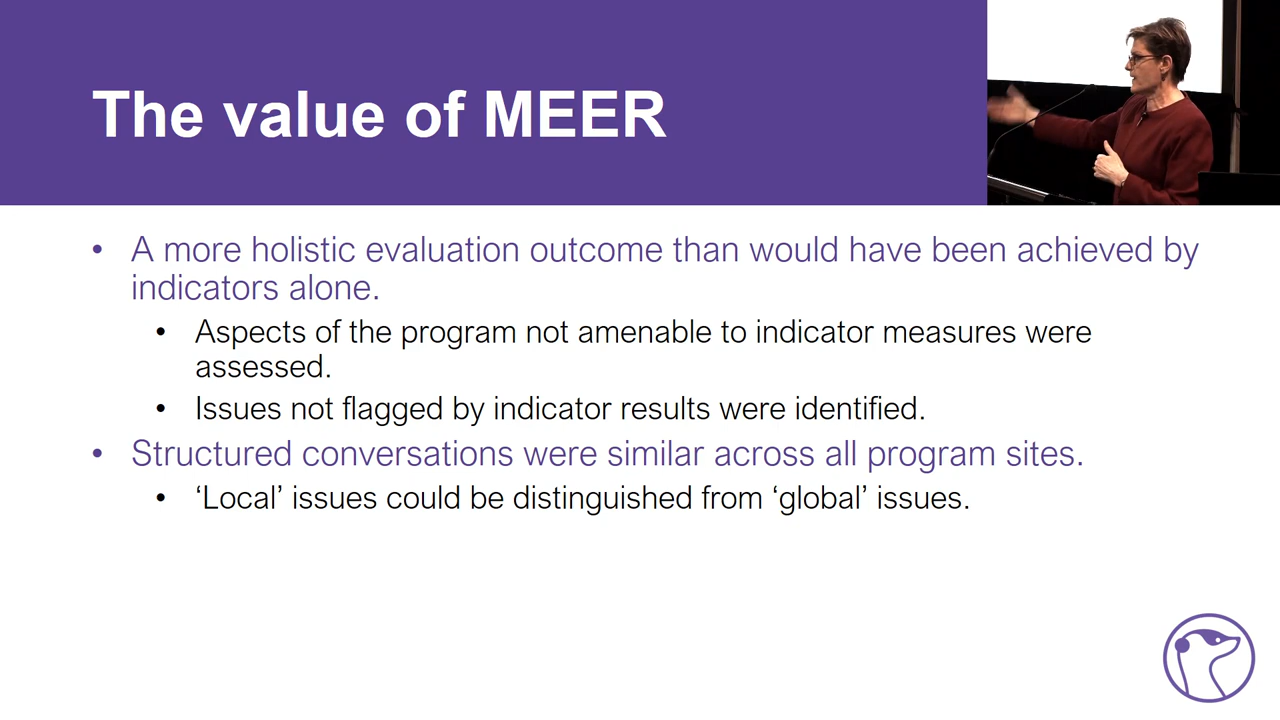 The value of MEER
• A more holistic evaluation outcome than would have been achieved by
indicators alone.
• Aspects of the program not amenable to indicator measures were
assessed.
• Issues not flagged by indicator results were identified.
• Structured conversations were similar across all program sites.
• ‘Local’ issues could be distinguished from ‘global’ issues.